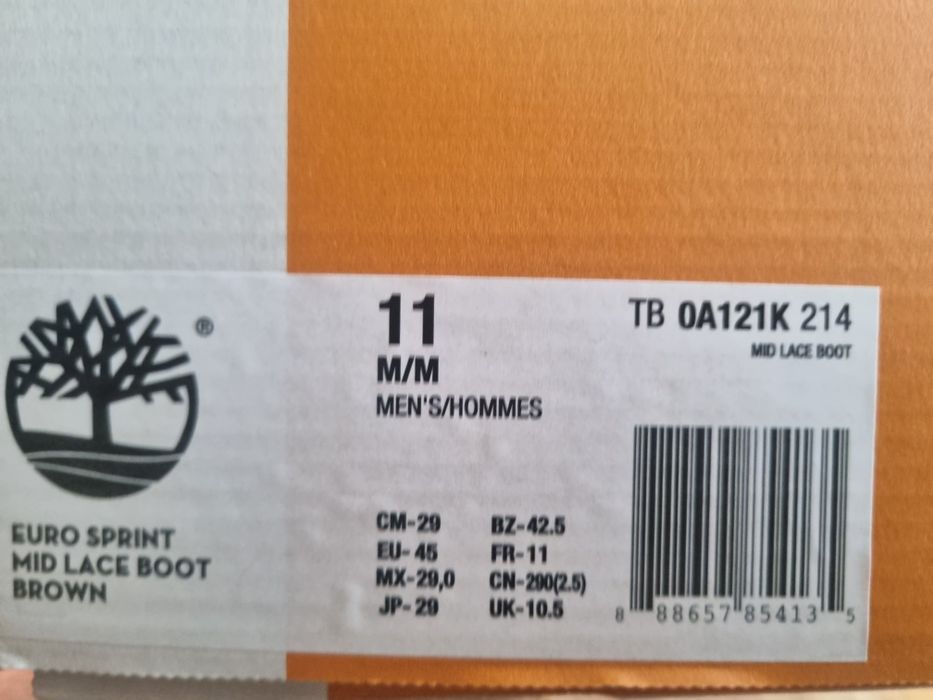 ®
EURO SPRINT
MID LACE BOOT
BROWN
11
M/M
MEN'S/HOMMES
CM-29 BZ-42.5
EU-45 FR-11
MX-29,0 CN-290(2.5)
JP-29 UK-10.5
TB 0A121K 214
MID LACE BOOT
8 88657 85413 5